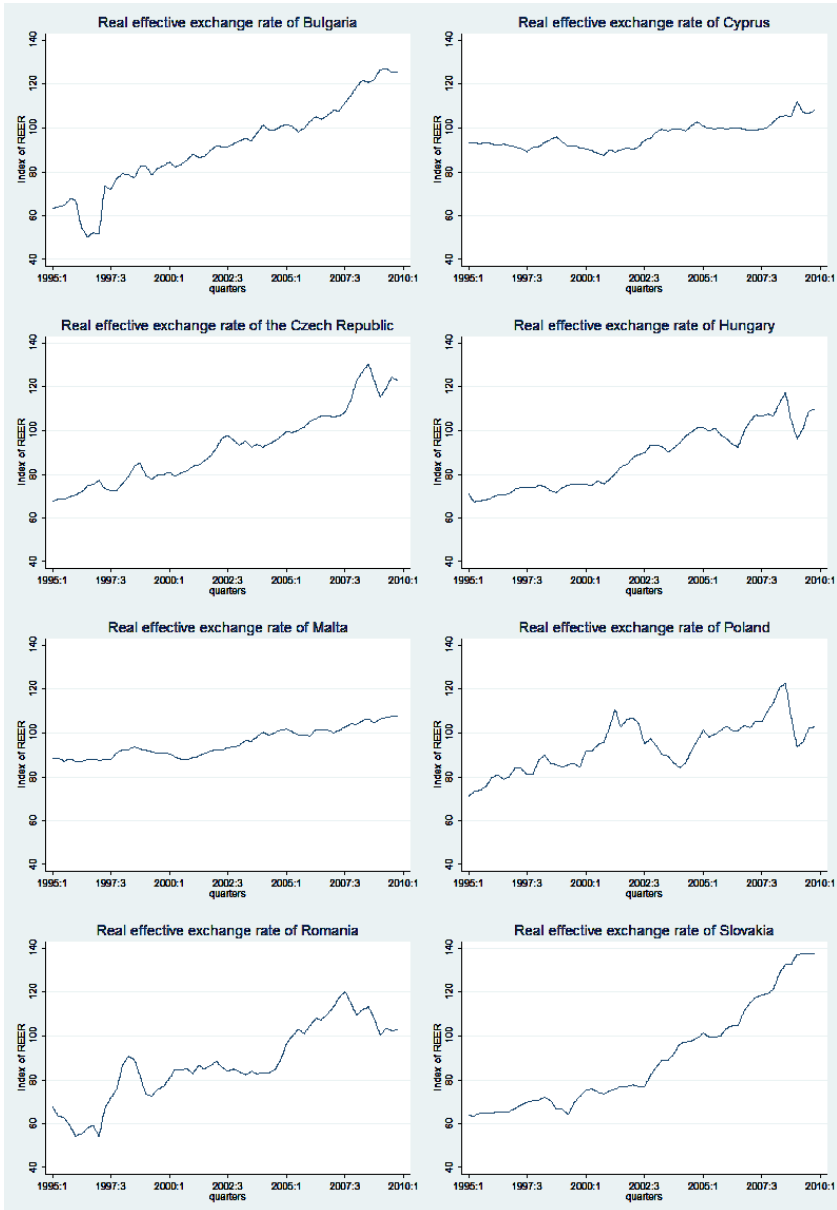 Real effective exchange rate of Bulgaria
Index of REER
140
120
100
80
60
40
1995:1 1997:3 2000:1 2002:3 2005:1 2007:3 2010:1
quarters
Real effective exchange rate of Cyprus
Index of REER
140
120
100
80
60
40
1995:1 1997:3 2000:1 2002:3 2005:1 2007:3 2010:1
quarters
Real effective exchange rate of the Czech Republic
Index of REER
140
120
100
80
60
40
1995:1 1997:3 2000:1 2002:3 2005:1 2007:3 2010:1
quarters
Real effective exchange rate of Hungary
Index of REER
140
120
100
80
60
40
1995:1 1997:3 2000:1 2002:3 2005:1 2007:3 2010:1
quarters
Real effective exchange rate of Malta
Index of REER
140
120
100
80
60
40
1995:1 1997:3 2000:1 2002:3 2005:1 2007:3 2010:1
quarters
Real effective exchange rate of Poland
Index of REER
140
120
100
80
60
40
1995:1 1997:3 2000:1 2002:3 2005:1 2007:3 2010:1
quarters
Real effective exchange rate of Romania
Index of REER
140
120
100
80
60
40
1995:1 1997:3 2000:1 2002:3 2005:1 2007:3 2010:1
quarters
Real effective exchange rate of Slovakia
Index of REER
140
120
100
80
60
40
1995:1 1997:3 2000:1 2002:3 2005:1 2007:3 2010:1
quarters